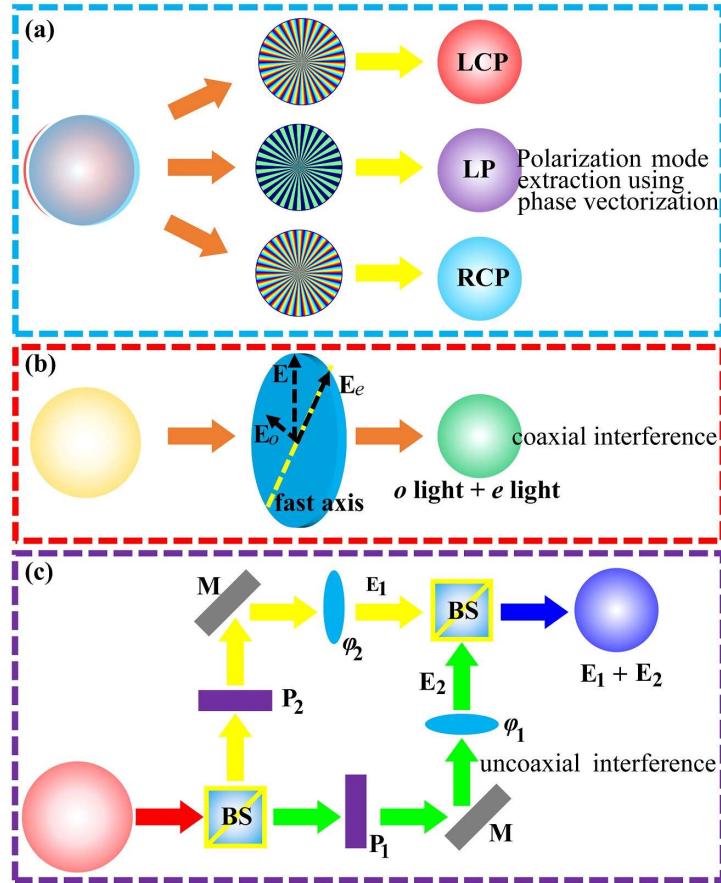 (a)
LCP
LP
Polarization mode
extraction using
phase vectorization
RCP
(b)
E
Eₑ
Eₒ
fast axis
coaxial interference
o light + e light
(c)
M
φ₂
E₁
BS
E₁ + E₂
P₂
E₂
φ₁
uncoaxial interference
BS
P₁
M